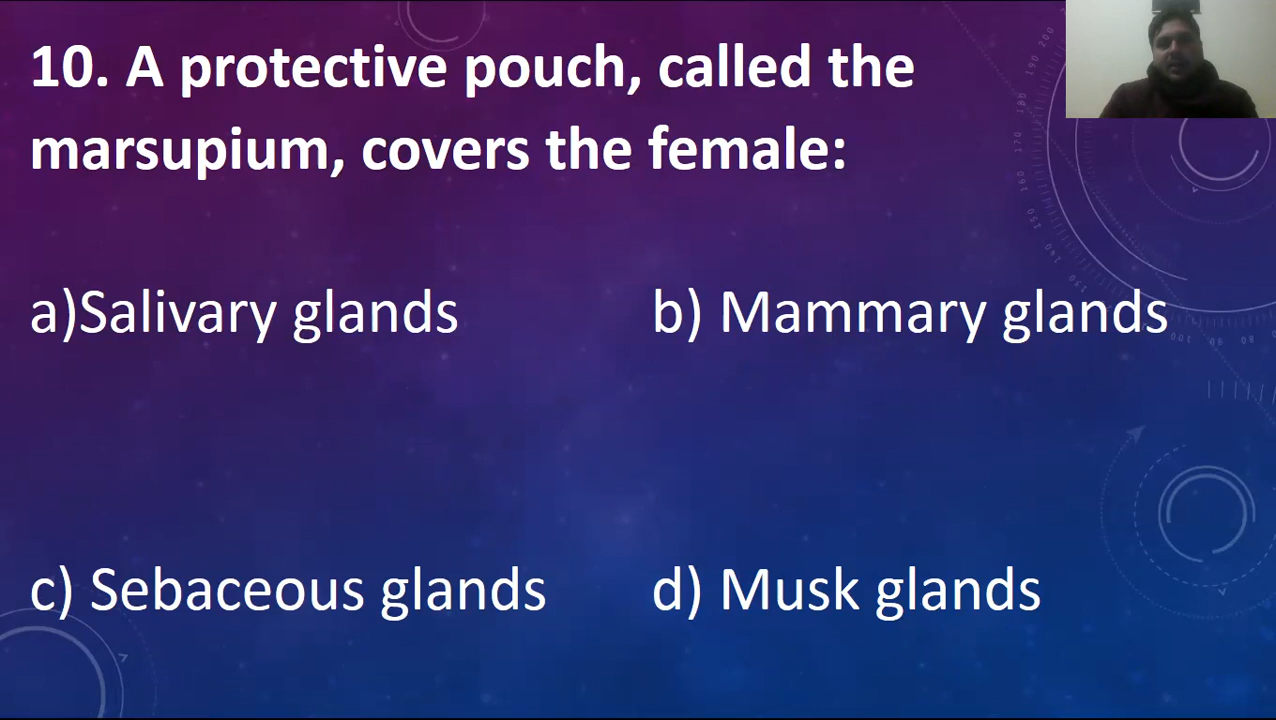 10. A protective pouch, called the
marsupium, covers the female:
a)Salivary glands
b) Mammary glands
c) Sebaceous glands
d) Musk glands